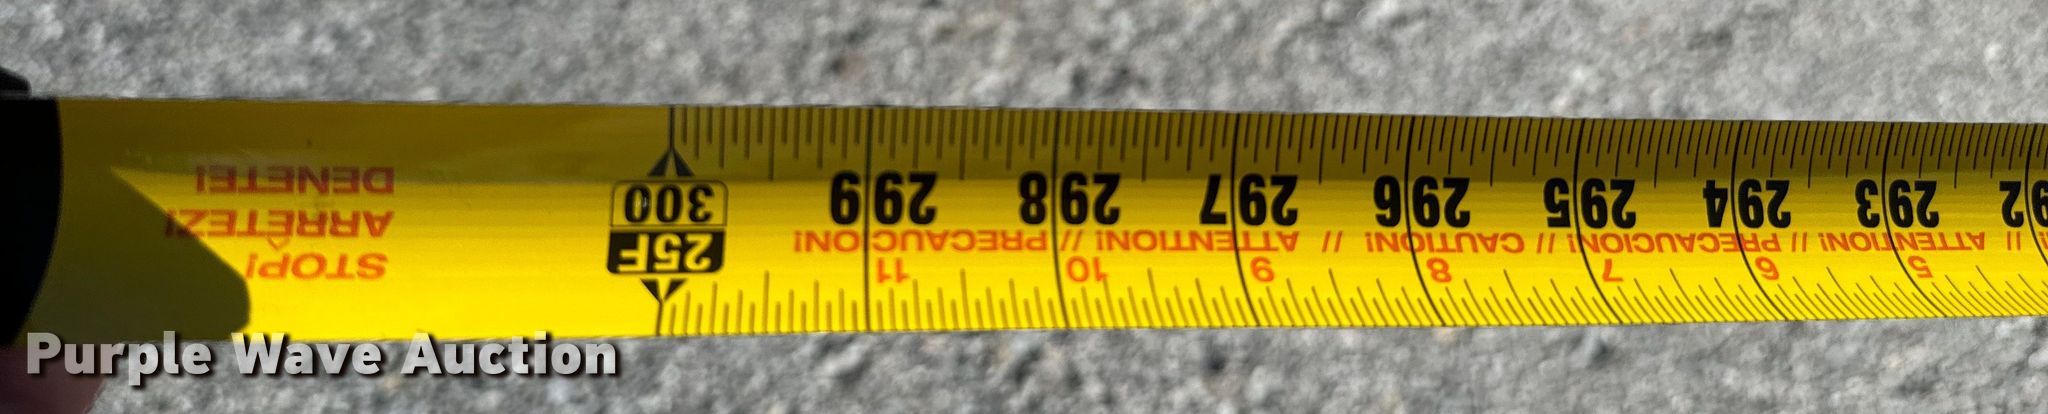 5 6 7 8 9 10 11
// ATTENTION! // PRECAUCION! // CAUTION! // ATTENTION! // PRECAUCION!
293 294 295 296 297 298 299
25F
300
STOP!
ARRÊTEZ!
DENETE!
Purple Wave Auction